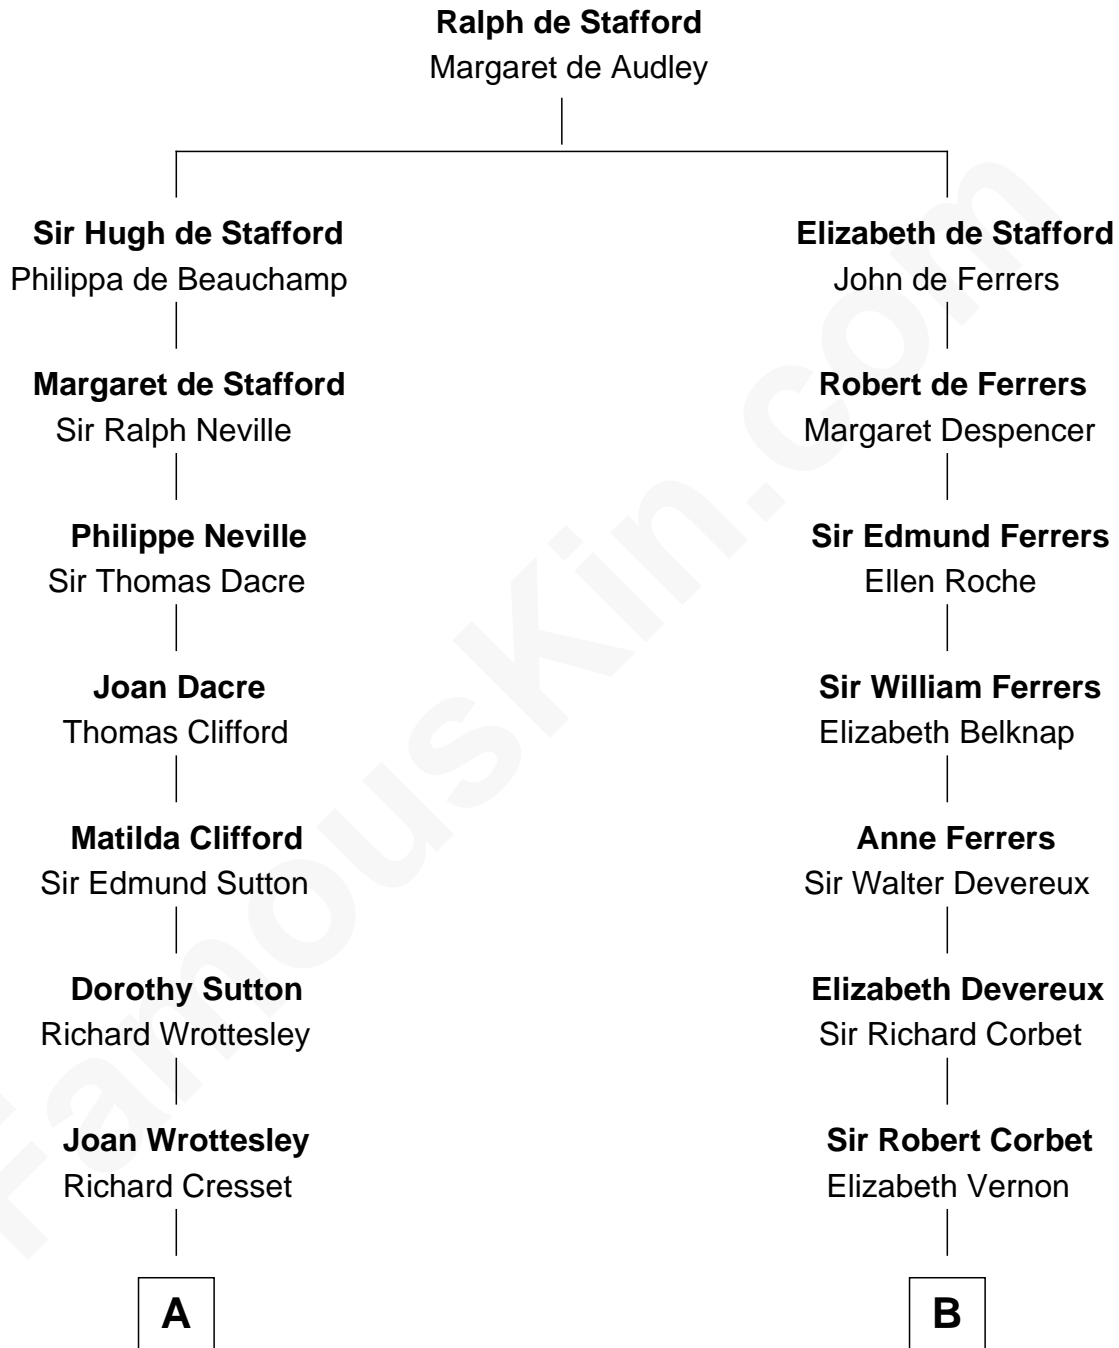 Ralph de Stafford
Margaret de Audley
Sir Hugh de Stafford
Philippa de Beauchamp
Margaret de Stafford
Sir Ralph Neville
Philippe Neville
Sir Thomas Dacre
Joan Dacre
Thomas Clifford
Matilda Clifford
Sir Edmund Sutton
Dorothy Sutton
Richard Wrottesley
Joan Wrottesley
Richard Cresset
A
Elizabeth de Stafford
John de Ferrers
Robert de Ferrers
Margaret Despencer
Sir Edmund Ferrers
Ellen Roche
Sir William Ferrers
Elizabeth Belknap
Anne Ferrers
Sir Walter Devereux
Elizabeth Devereux
Sir Richard Corbet
Sir Robert Corbet
Elizabeth Vernon
B
FamousKin.com